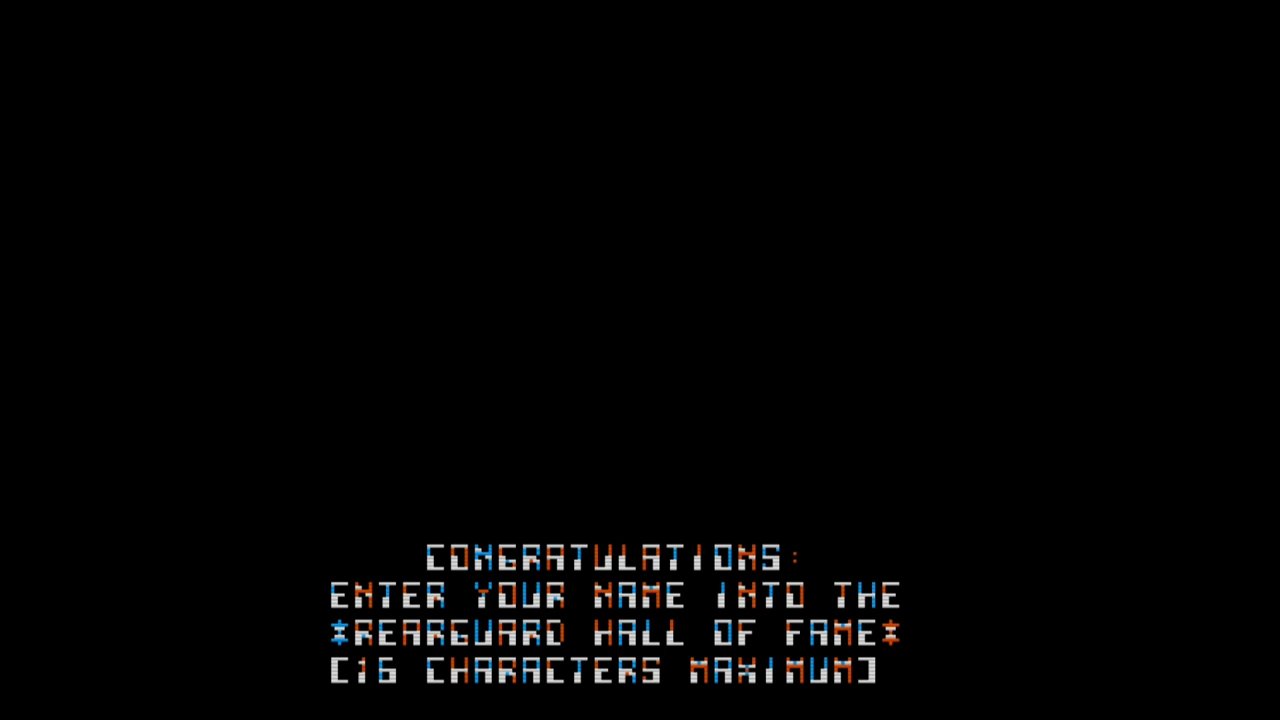 CONGRATULATIONS:
ENTER YOUR NAME INTO THE
*REARGUARD HALL OF FAME*
[16 CHARACTERS MAXIMUM]